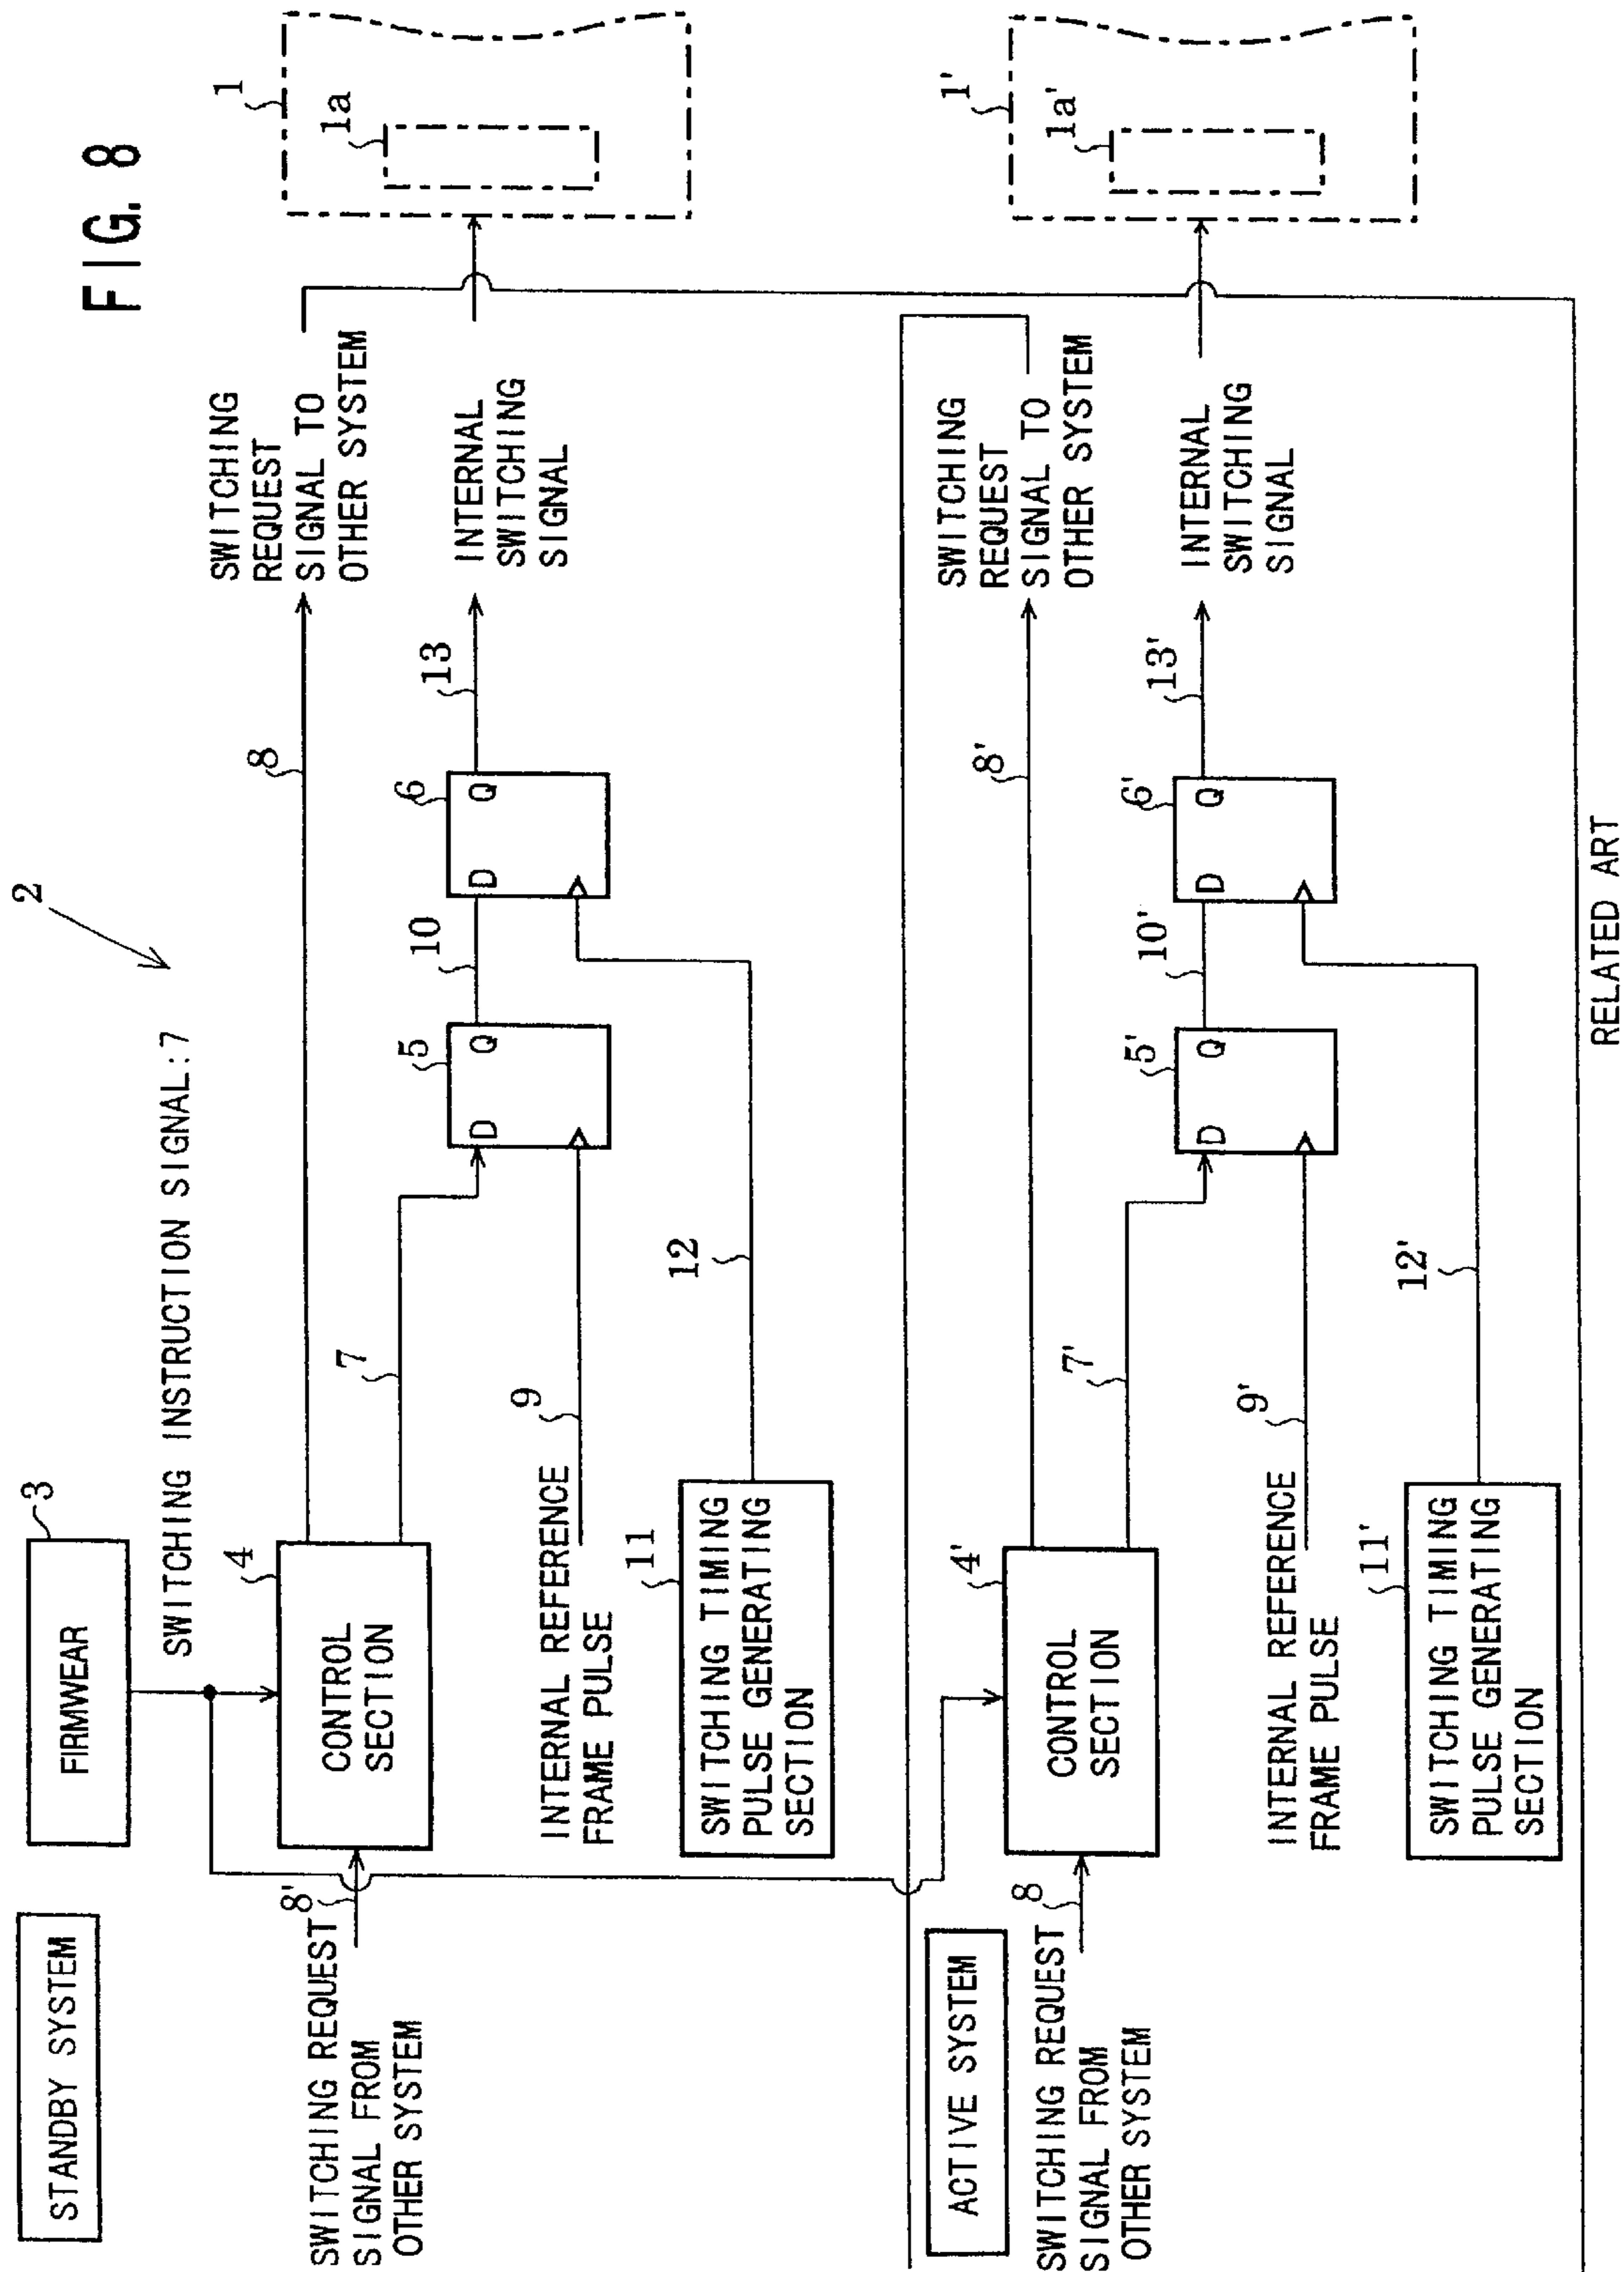 FIG. 8
2
STANDBY SYSTEM
FIRMWEAR
3
SWITCHING INSTRUCTION SIGNAL:7
SWITCHING REQUEST
SIGNAL FROM
OTHER SYSTEM
8'
CONTROL
SECTION
4
8
SWITCHING
REQUEST
SIGNAL TO
OTHER SYSTEM
7
INTERNAL REFERENCE
FRAME PULSE
9
D
Q
5
10
D
Q
6
13
INTERNAL
SWITCHING
SIGNAL
1
1a
SWITCHING TIMING
PULSE GENERATING
SECTION
11
12
ACTIVE SYSTEM
SWITCHING REQUEST
SIGNAL FROM
OTHER SYSTEM
8
CONTROL
SECTION
4'
8'
SWITCHING
REQUEST
SIGNAL TO
OTHER SYSTEM
7'
INTERNAL REFERENCE
FRAME PULSE
9'
D
Q
5'
10'
D
Q
6'
13'
INTERNAL
SWITCHING
SIGNAL
1'
1a'
SWITCHING TIMING
PULSE GENERATING
SECTION
11'
12'
RELATED ART